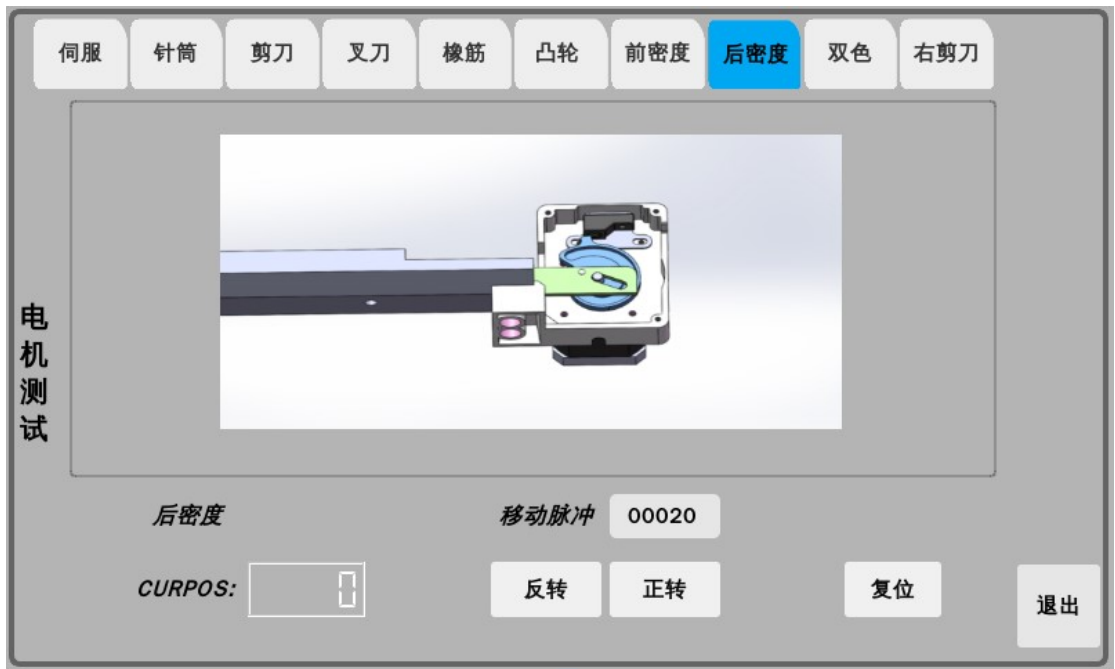 伺服 针筒 剪刀 叉刀 橡筋 凸轮 前密度 后密度 双色 右剪刀
电机测试
后密度 移动脉冲 00020
CURPOS: 0 反转 正转 复位 退出